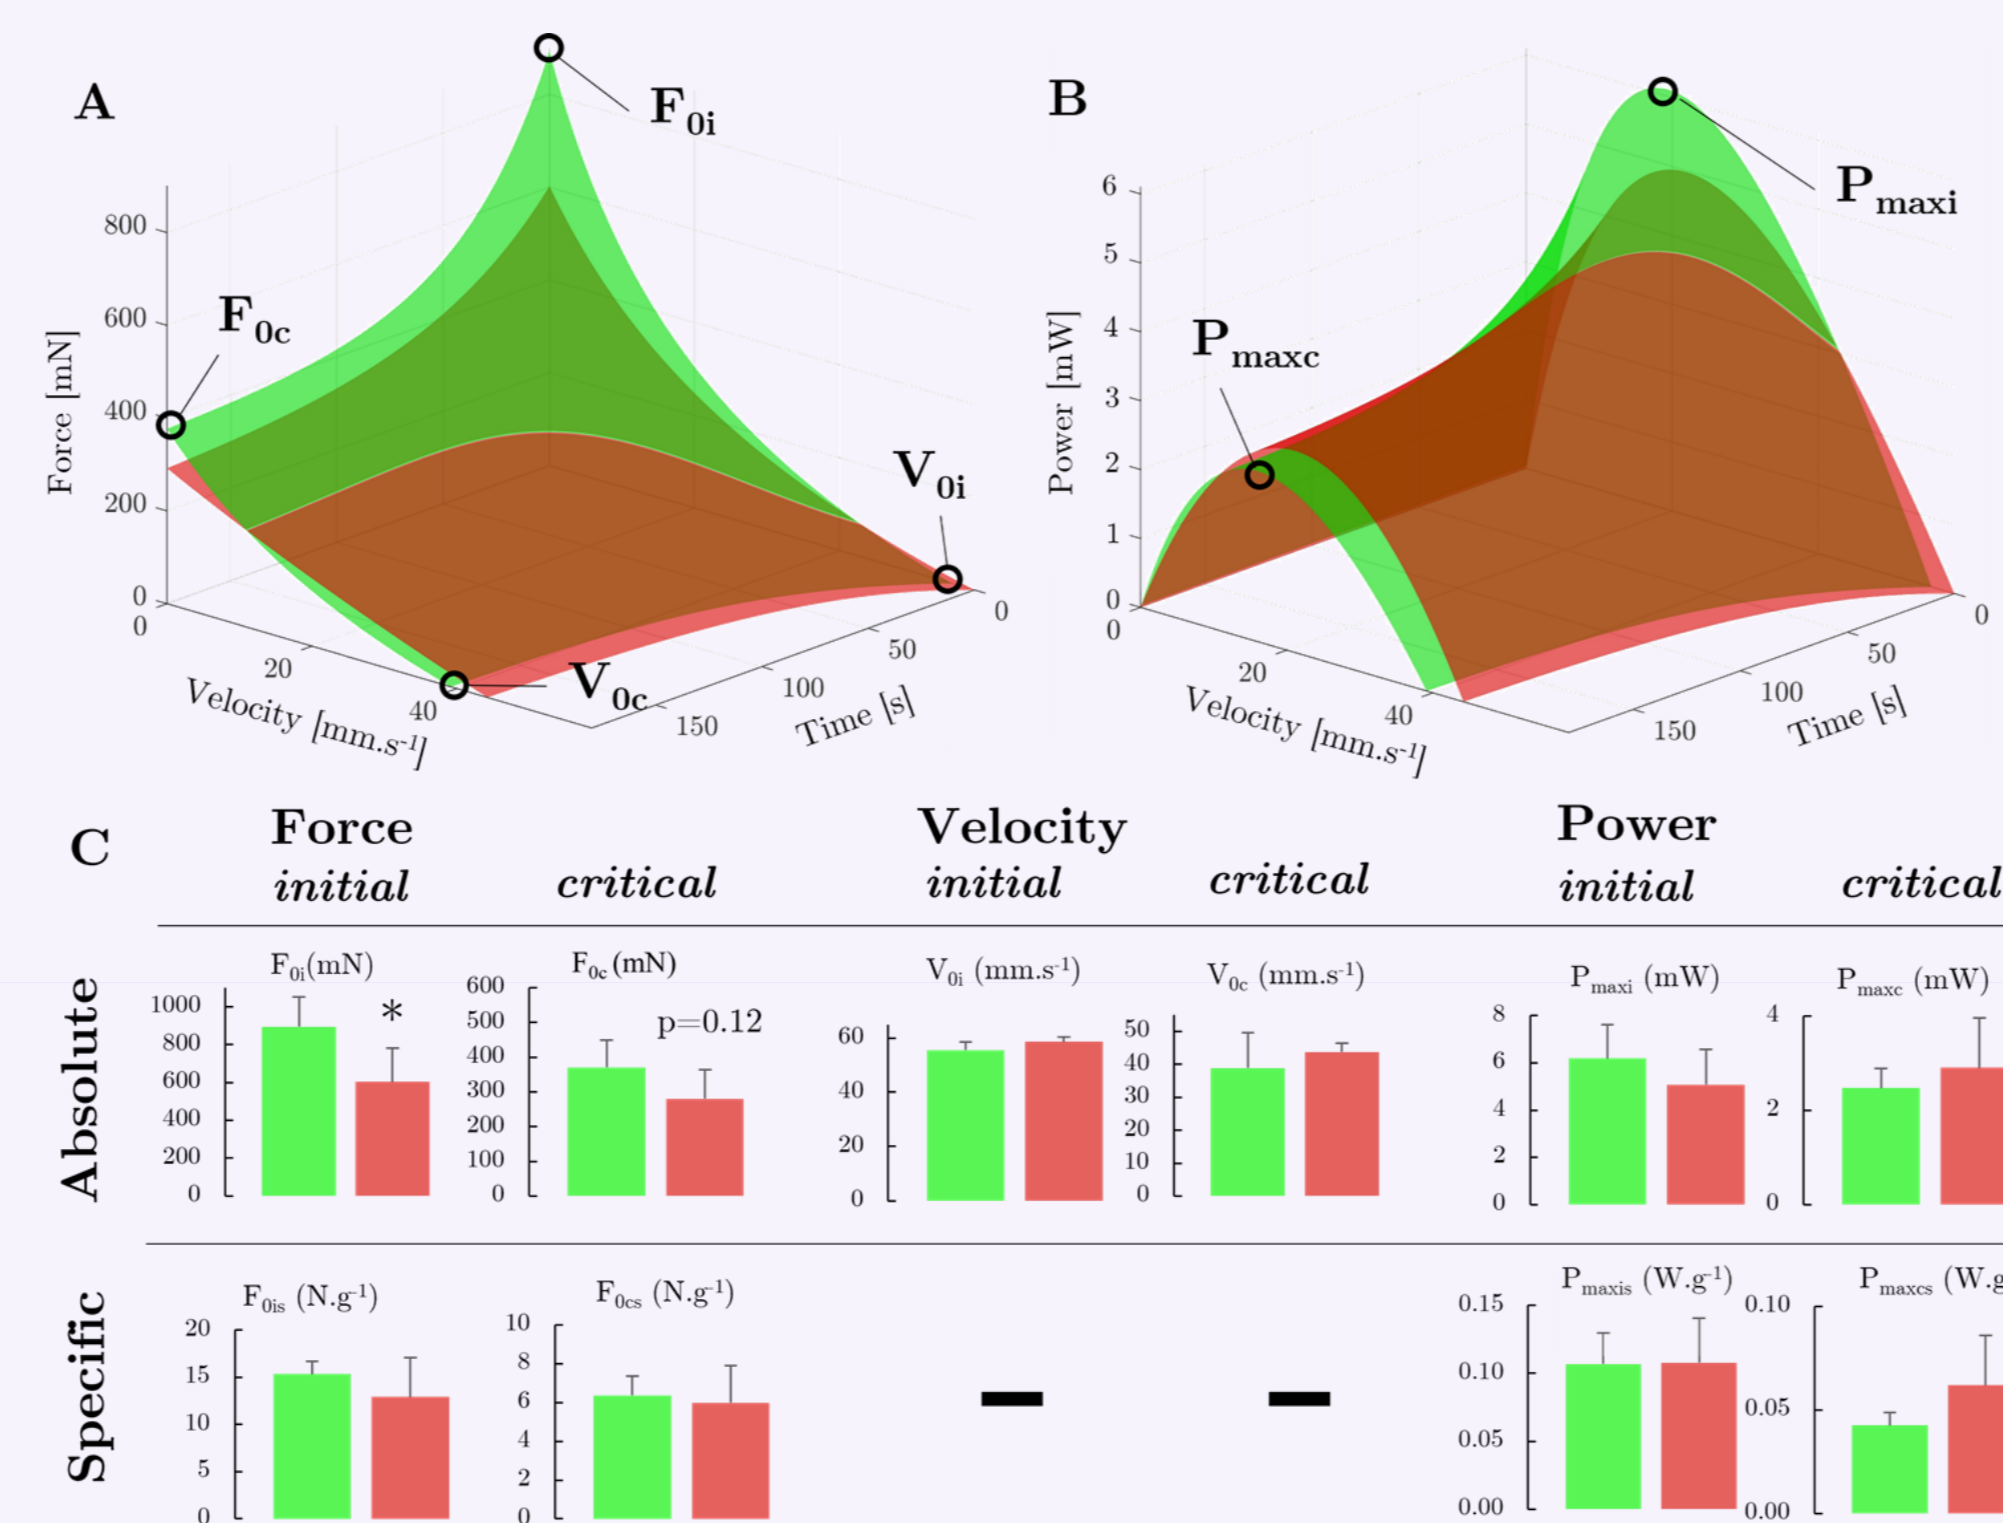 A
F0i
F0c
V0i
V0c
Force [mN]
800
600
400
200
0
0
20
40
Velocity [mm.s-1]
150
100
50
0
Time [s]
B
Pmaxi
Pmaxc
Power [mW]
6
5
4
3
2
1
0
0
20
40
Velocity [mm.s-1]
150
100
50
0
Time [s]
C
Force
Velocity
Power
initial
critical
initial
critical
initial
critical
Absolute
F0i(mN)
1000
800
600
400
200
0
*
F0c (mN)
600
500
400
300
200
100
0
p=0.12
V0i (mm.s-1)
60
40
20
0
V0c (mm.s-1)
50
40
30
20
10
0
Pmaxi (mW)
8
6
4
2
0
Pmaxc (mW)
4
2
0
Specific
F0is (N.g-1)
20
15
10
5
0
F0cs (N.g-1)
10
8
6
4
2
0
Pmaxis (W.g-1)
0.15
0.10
0.05
0.00
Pmaxcs (W.g
0.10
0.05
0.00